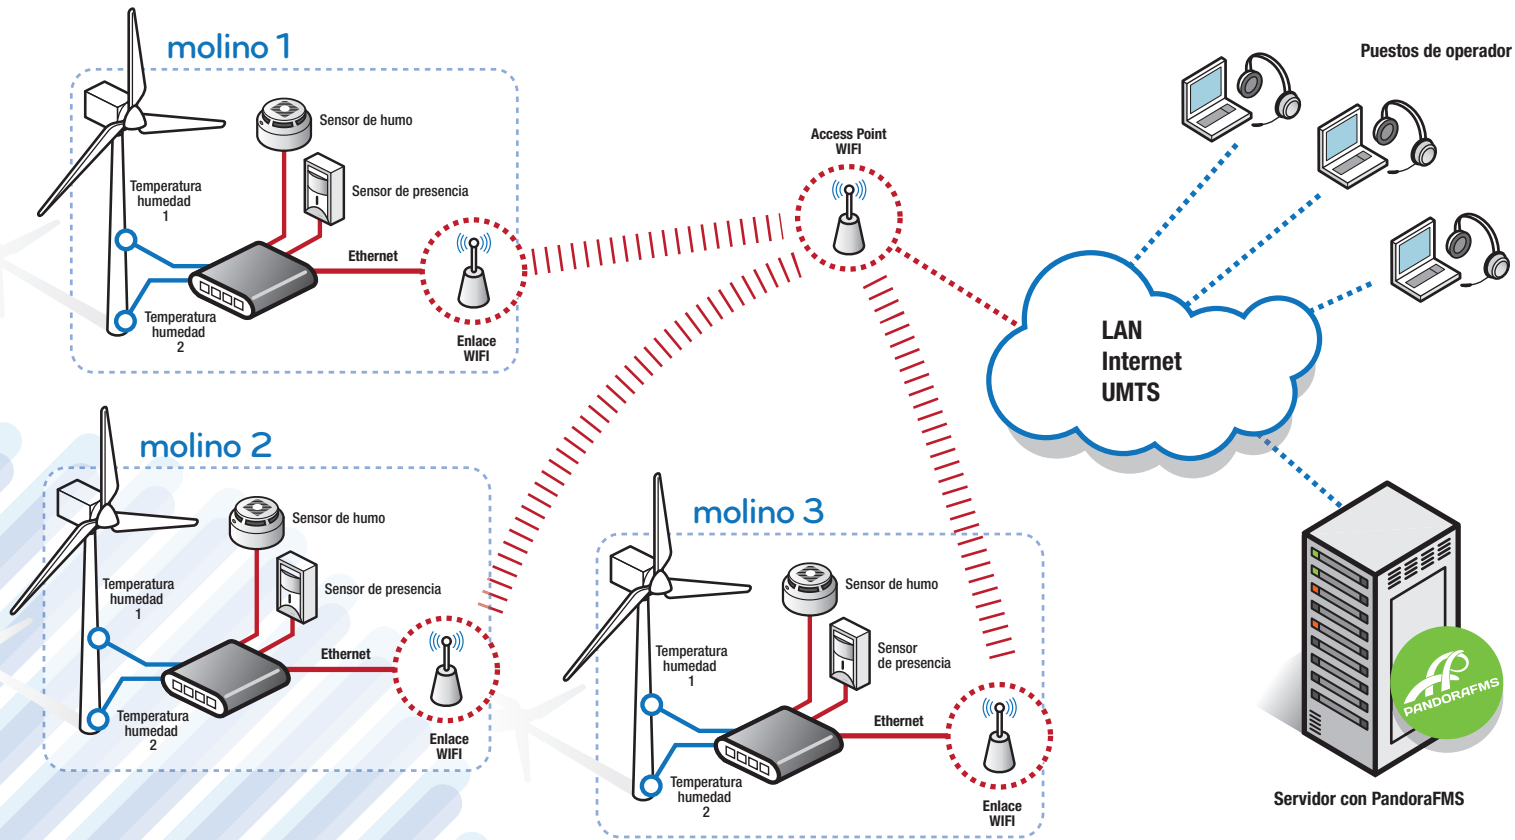 molino 1
Sensor de humo
Sensor de presencia
Temperatura
humedad
1
Temperatura
humedad
2
Ethernet
Enlace
WIFI
Access Point
WIFI
Puestos de operador
LAN
Internet
UMTS
molino 2
Sensor de humo
Sensor de presencia
Temperatura
humedad
1
Temperatura
humedad
2
Ethernet
Enlace
WIFI
molino 3
Sensor de humo
Sensor
de presencia
Temperatura
humedad
1
Temperatura
humedad
2
Ethernet
Enlace
WIFI
PANDORAFMS
Servidor con PandoraFMS